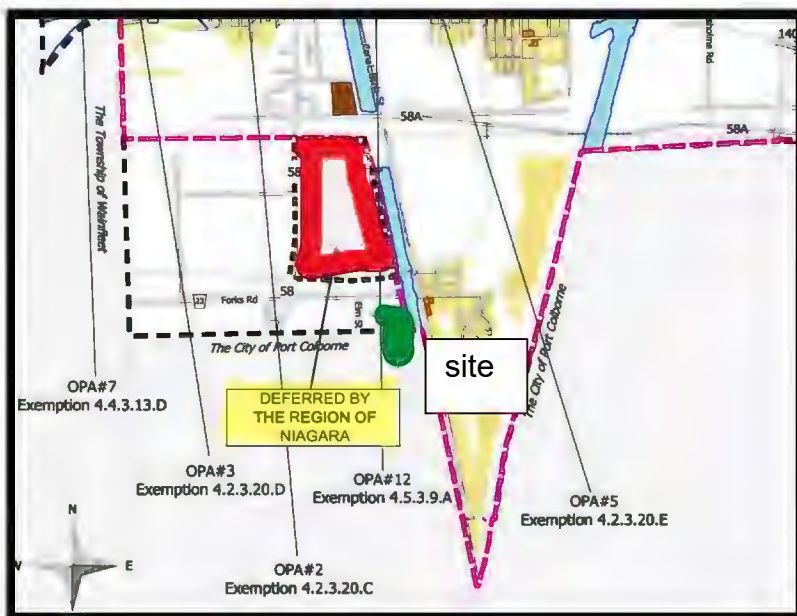 140
58A
58A
The Township of Wainfleet
58
58
23
Forks Rd
Elm St
The City of Port Colborne
site
The City of Port Colborne
OPA#7
Exemption 4.4.3.13.D
DEFERRED BY
THE REGION OF
NIAGARA
OPA#3
Exemption 4.2.3.20.D
OPA#12
Exemption 4.5.3.9.A
OPA#5
Exemption 4.2.3.20.E
N
E
OPA#2
Exemption 4.2.3.20.C